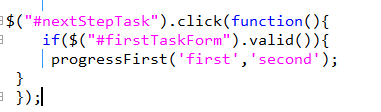 $("#nextStepTask").click(function(){
if($("#firstTaskForm").valid()){
progressFirst('first','second');
}
});